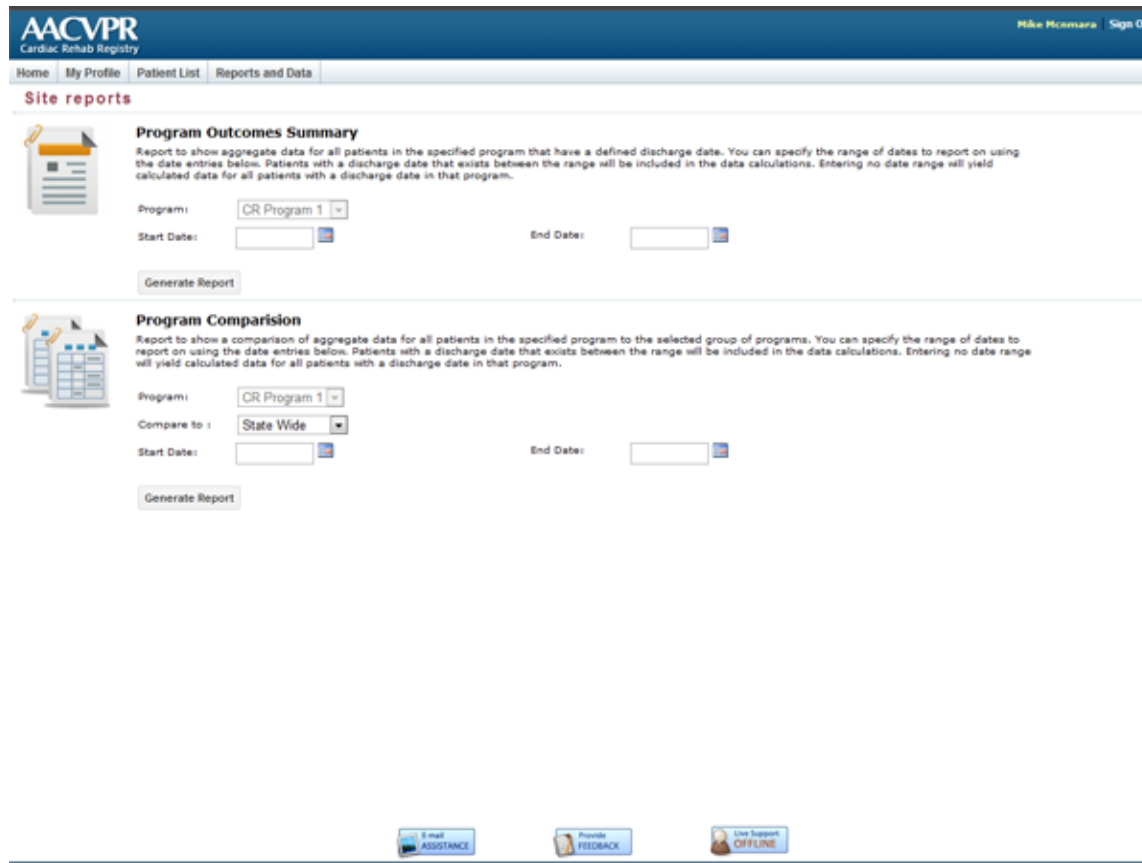 AACVPR
Cardiac Rehab Registry
Mike Mcnmara Sign O
Home My Profile Patient List Reports and Data
Site reports
Program Outcomes Summary
Report to show aggregate data for all patients in the specified program that have a defined discharge date. You can specify the range of dates to report on using
the date entries below. Patients with a discharge date that exists between the range will be included in the data calculations. Entering no date range will yield
calculated data for all patients with a discharge date in that program.
Program: CR Program 1
Start Date: End Date:
Generate Report
Program Comparision
Report to show a comparison of aggregate data for all patients in the specified program to the selected group of programs. You can specify the range of dates to
report on using the date entries below. Patients with a discharge date that exists between the range will be included in the data calculations. Entering no date range
will yield calculated data for all patients with a discharge date in that program.
Program: CR Program 1
Compare to : State Wide
Start Date: End Date:
Generate Report
E-mail Provide Live Support
ASSISTANCE FEEDBACK OFFLINE